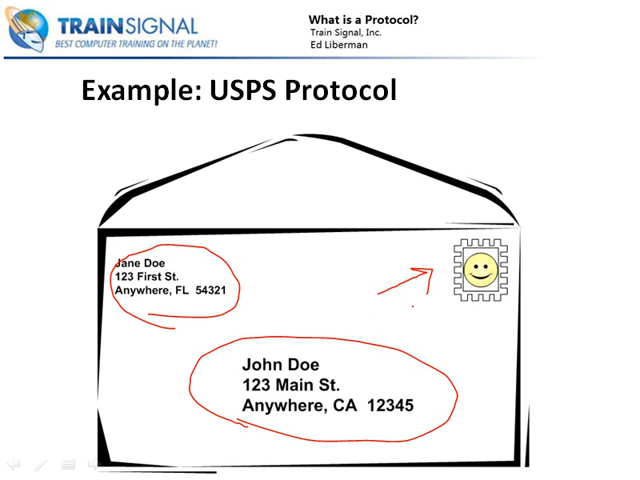 TRAINSIGNAL
BEST COMPUTER TRAINING ON THE PLANET!
What is a Protocol?
Train Signal, Inc.
Ed Liberman
Example: USPS Protocol
Jane Doe
123 First St.
Anywhere, FL 54321
John Doe
123 Main St.
Anywhere, CA 12345